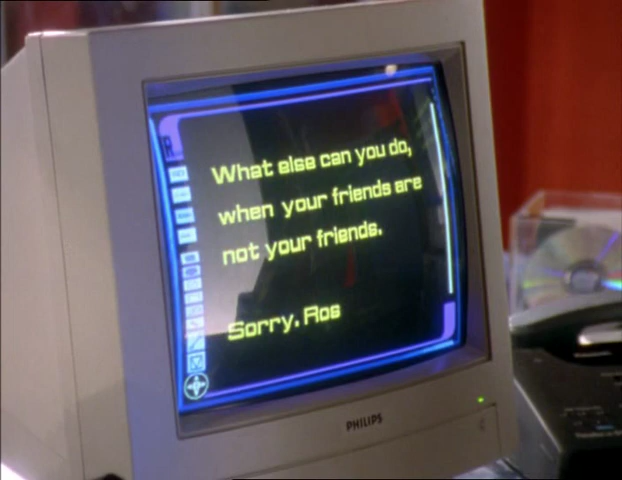 What else can you do,
when your friends are
not your friends.
Sorry. Ros
PHILIPS